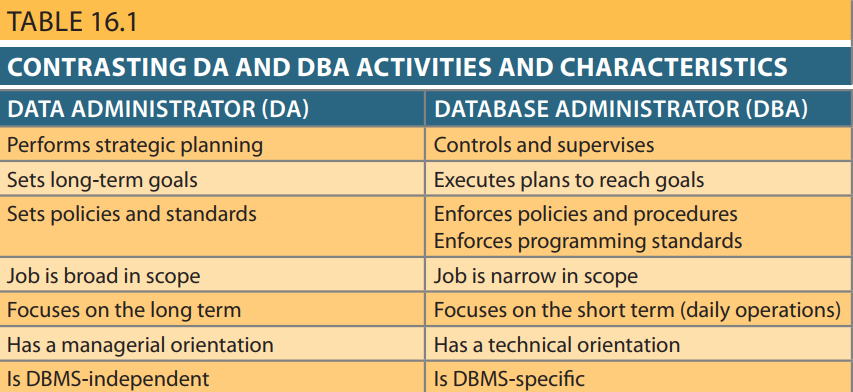 TABLE 16.1
CONTRASTING DA AND DBA ACTIVITIES AND CHARACTERISTICS
DATA ADMINISTRATOR (DA) DATABASE ADMINISTRATOR (DBA)
Performs strategic planning Controls and supervises
Sets long-term goals Executes plans to reach goals
Sets policies and standards Enforces policies and procedures
Enforces programming standards
Job is broad in scope Job is narrow in scope
Focuses on the long term Focuses on the short term (daily operations)
Has a managerial orientation Has a technical orientation
Is DBMS-independent Is DBMS-specific